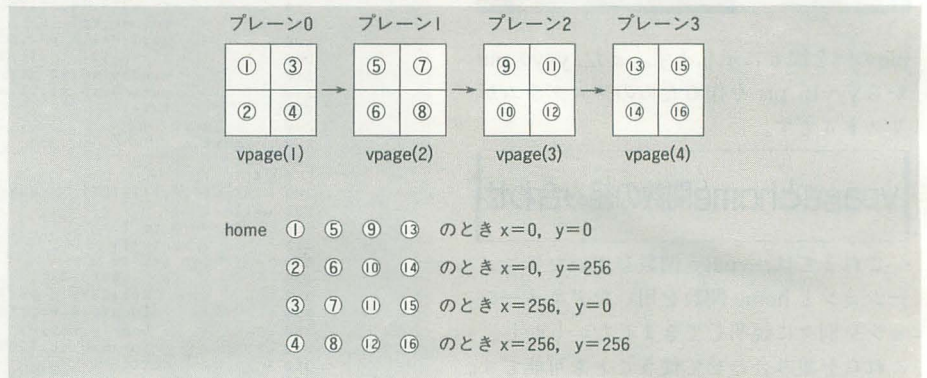 プレーン0 プレーン1 プレーン2 プレーン3
① ③ ⑤ ⑦ ⑨ ⑪ ⑬ ⑮
② ④ ⑥ ⑧ ⑩ ⑫ ⑭ ⑯
vpage(1) vpage(2) vpage(3) vpage(4)
home ① ⑤ ⑨ ⑬ のとき x=0, y=0
② ⑥ ⑩ ⑭ のとき x=0, y=256
③ ⑦ ⑪ ⑮ のとき x=256, y=0
④ ⑧ ⑫ ⑯ のとき x=256, y=256